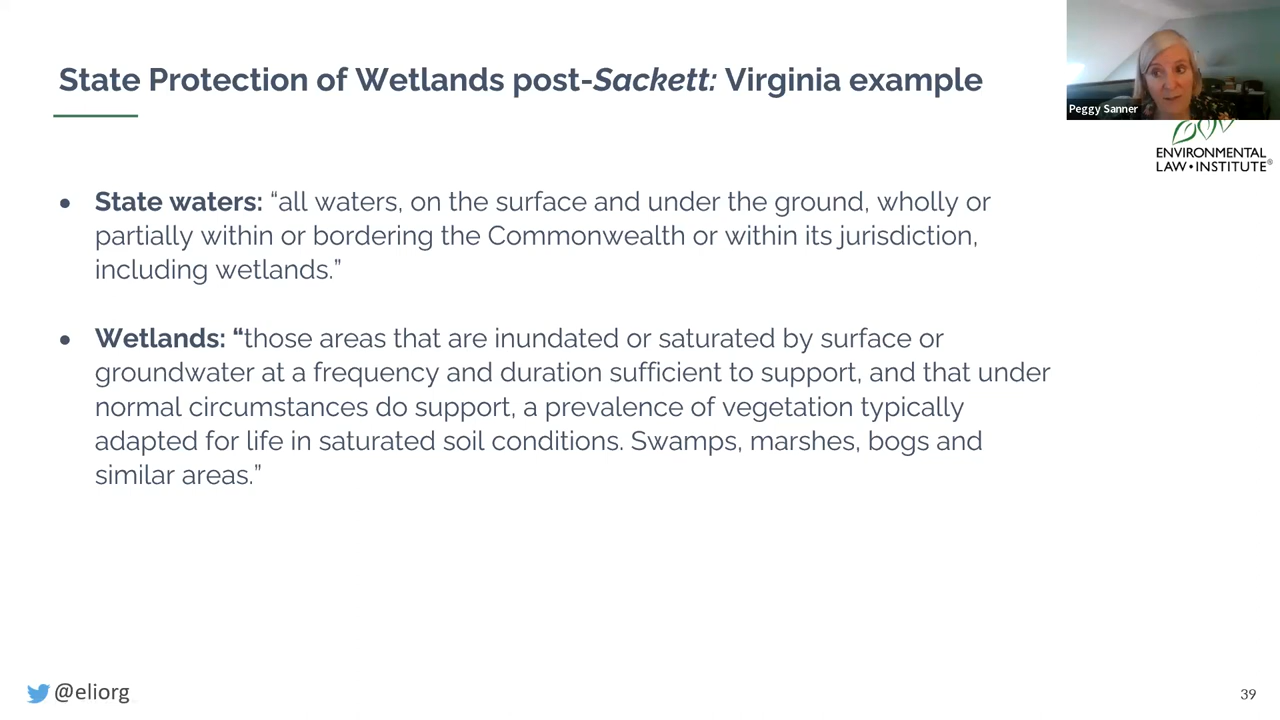 State Protection of Wetlands post-Sackett: Virginia example
Peggy Sanner
ENVIRONMENTAL
LAW•INSTITUTE®
• State waters: “all waters, on the surface and under the ground, wholly or
partially within or bordering the Commonwealth or within its jurisdiction,
including wetlands.”
• Wetlands: “those areas that are inundated or saturated by surface or
groundwater at a frequency and duration sufficient to support, and that under
normal circumstances do support, a prevalence of vegetation typically
adapted for life in saturated soil conditions. Swamps, marshes, bogs and
similar areas.”
@eliorg
39